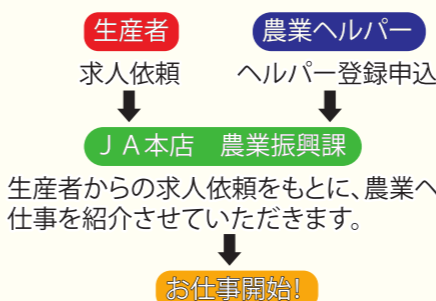 生産者 農業ヘルパー
求人依頼 ヘルパー登録申込
ＪＡ本店　農業振興課
生産者からの求人依頼をもとに、農業ヘ
仕事を紹介させていただきます。
お仕事開始!